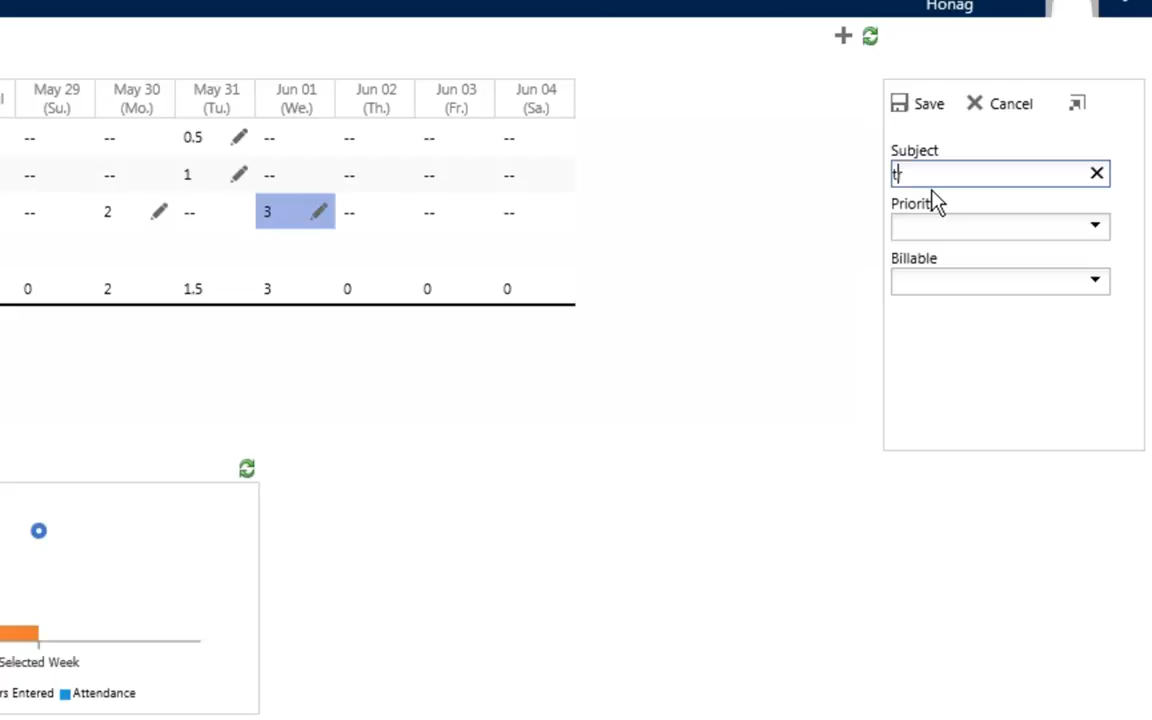 Honag
May 29 May 30 May 31 Jun 01 Jun 02 Jun 03 Jun 04
(Su.) (Mo.) (Tu.) (We.) (Th.) (Fr.) (Sa.)
-- -- 0.5 -- -- -- --
-- -- 1 -- -- -- --
-- 2 -- 3 -- -- --
0 2 1.5 3 0 0 0
Save Cancel
Subject
Billable
Selected Week
Attendance